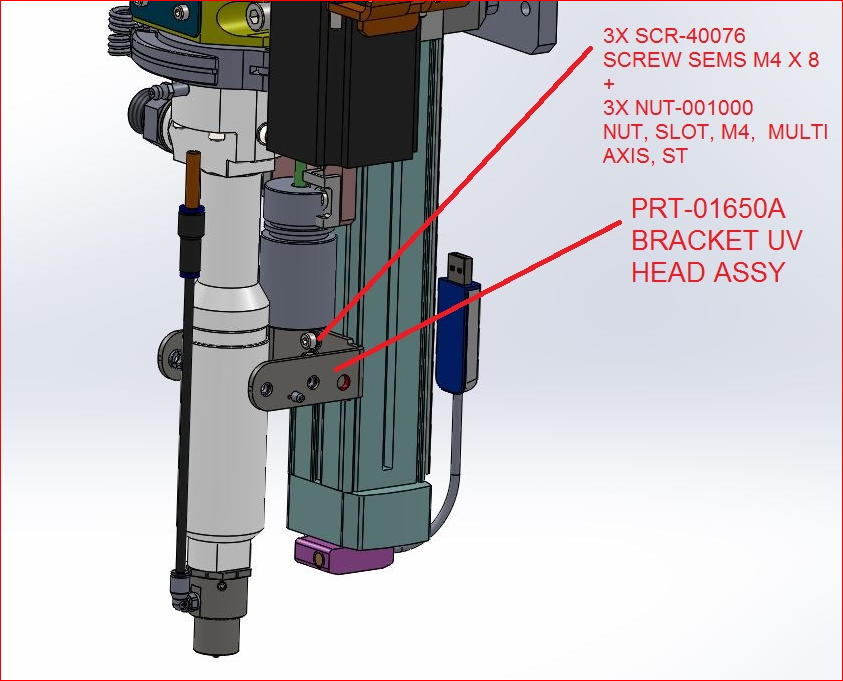 3X SCR-40076
SCREW SEMS M4 X 8
+
3X NUT-001000
NUT, SLOT, M4, MULTI
AXIS, ST
PRT-01650A
BRACKET UV
HEAD ASSY